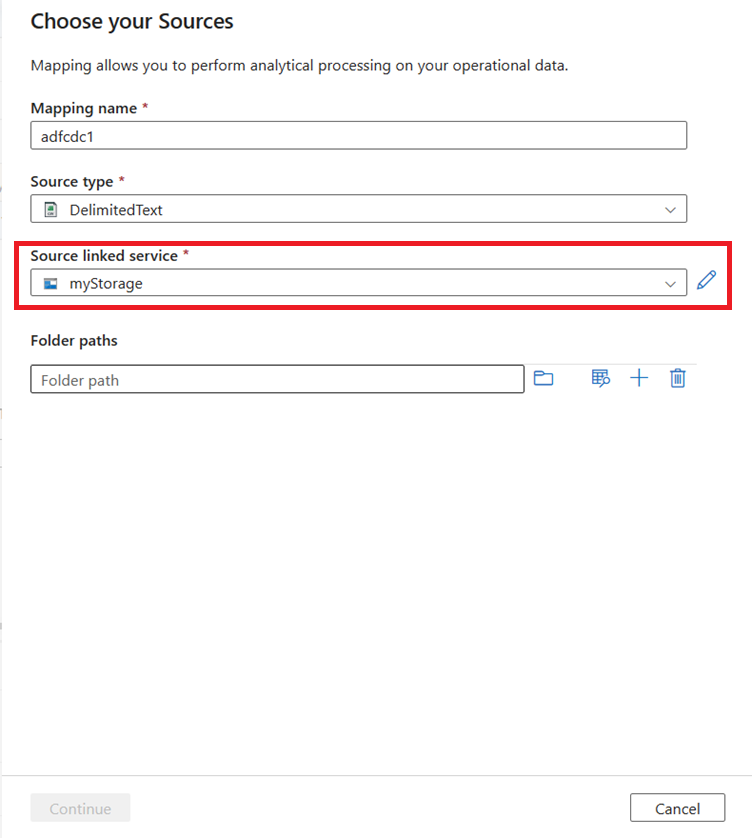 Choose your Sources
Mapping allows you to perform analytical processing on your operational data.
Mapping name *
adfcdc1
Source type *
DelimitedText
Source linked service *
myStorage
Folder paths
Folder path
Continue
Cancel